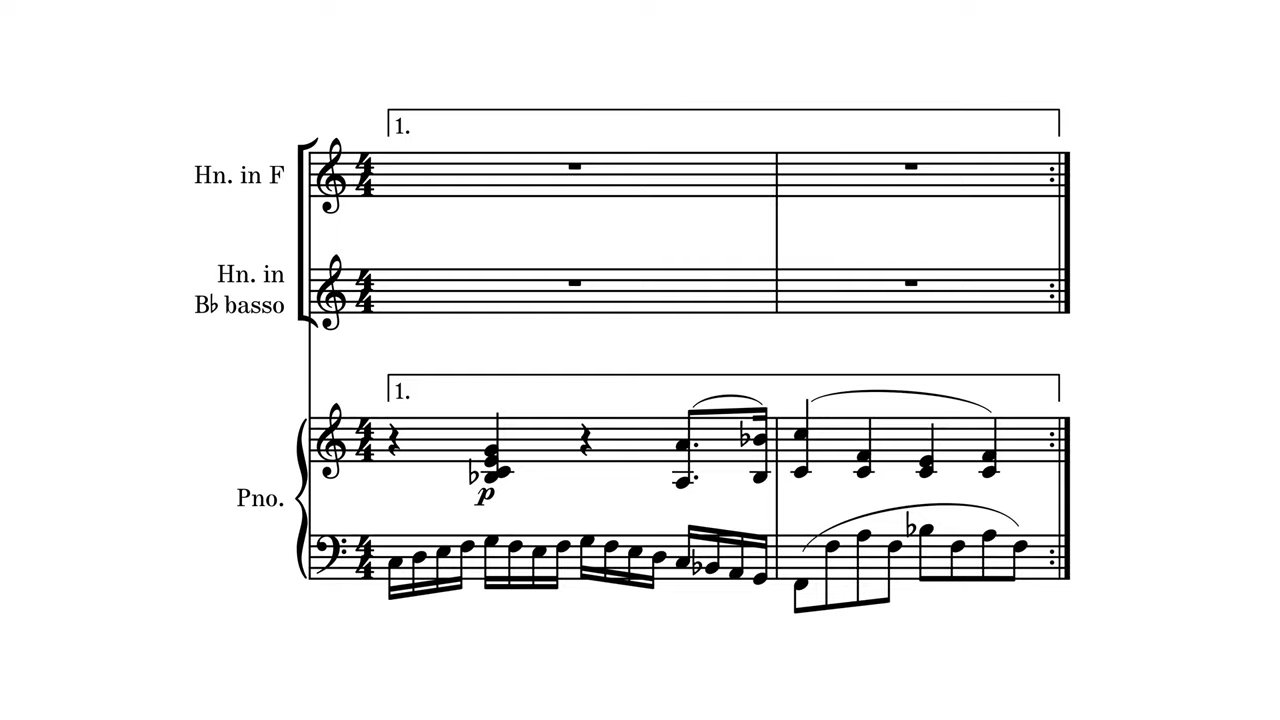 1.
Hn. in F
Hn. in
B♭ basso
1.
Pno.
p